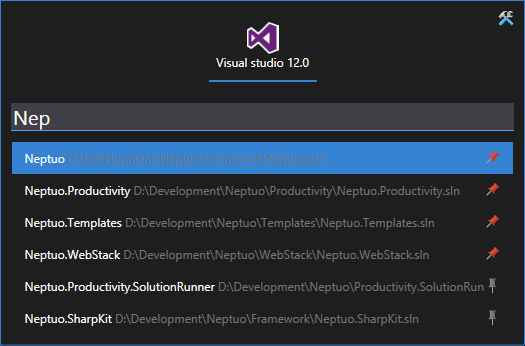 Visual studio 12.0
Nep
Neptuo D:\Development\Neptuo\Framework\Neptuo.sln
Neptuo.Productivity D:\Development\Neptuo\Productivity\Neptuo.Productivity.sln
Neptuo.Templates D:\Development\Neptuo\Templates\Neptuo.Templates.sln
Neptuo.WebStack D:\Development\Neptuo\WebStack\Neptuo.WebStack.sln
Neptuo.Productivity.SolutionRunner D:\Development\Neptuo\Productivity.SolutionRun
Neptuo.SharpKit D:\Development\Neptuo\Framework\Neptuo.SharpKit.sln